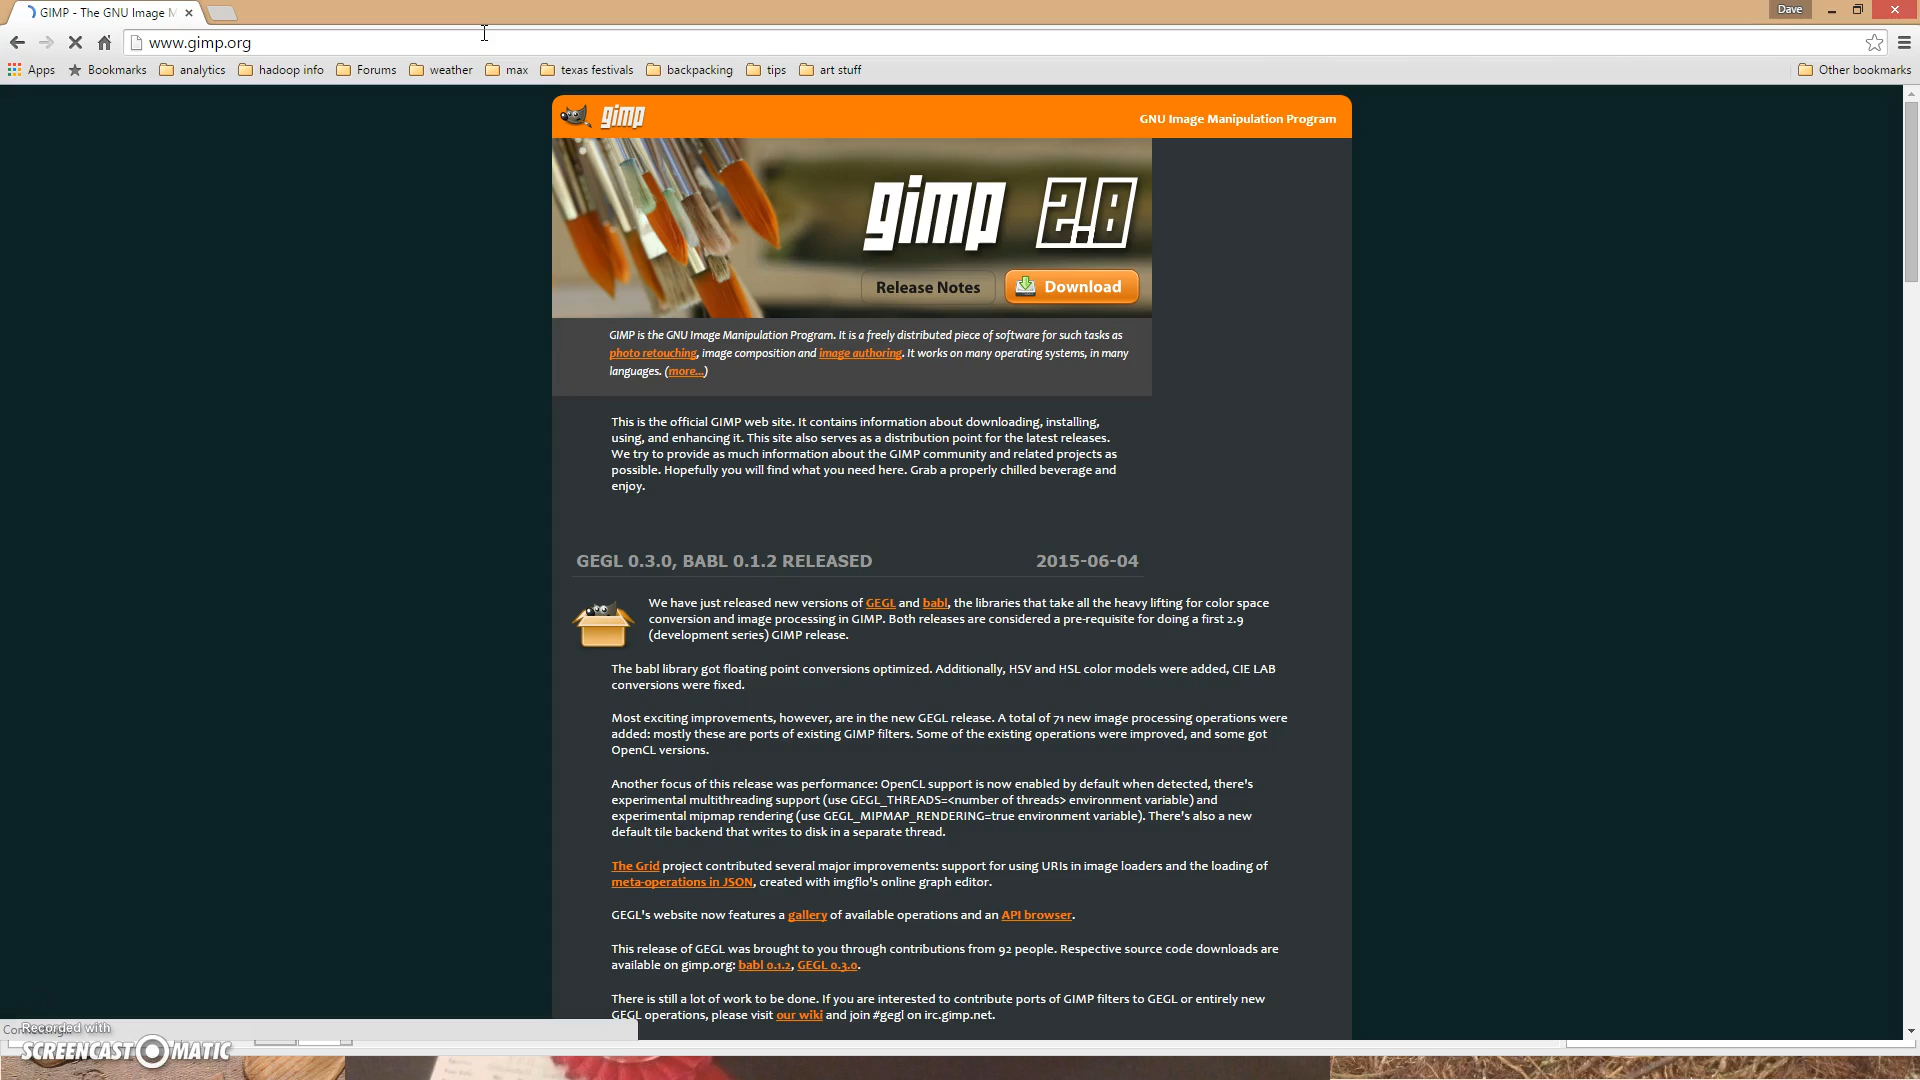 GIMP - The GNU Image M
Dave
www.gimp.org
Apps Bookmarks analytics hadoop info Forums weather max texas festivals backpacking tips art stuff Other bookmarks
gimp GNU Image Manipulation Program
gimp 2.8
Release Notes Download
GIMP is the GNU Image Manipulation Program. It is a freely distributed piece of software for such tasks as
photo retouching, image composition and image authoring. It works on many operating systems, in many
languages. (more...)
This is the official GIMP web site. It contains information about downloading, installing,
using, and enhancing it. This site also serves as a distribution point for the latest releases.
We try to provide as much information about the GIMP community and related projects as
possible. Hopefully you will find what you need here. Grab a properly chilled beverage and
enjoy.
GEGL 0.3.0, BABL 0.1.2 RELEASED 2015-06-04
We have just released new versions of GEGL and babl, the libraries that take all the heavy lifting for color space
conversion and image processing in GIMP. Both releases are considered a pre-requisite for doing a first 2.9
(development series) GIMP release.
The babl library got floating point conversions optimized. Additionally, HSV and HSL color models were added, CIE LAB
conversions were fixed.
Most exciting improvements, however, are in the new GEGL release. A total of 71 new image processing operations were
added: mostly these are ports of existing GIMP filters. Some of the existing operations were improved, and some got
OpenCL versions.
Another focus of this release was performance: OpenCL support is now enabled by default when detected, there's
experimental multithreading support (use GEGL_THREADS=<number of threads> environment variable) and
experimental mipmap rendering (use GEGL_MIPMAP_RENDERING=true environment variable). There's also a new
default tile backend that writes to disk in a separate thread.
The Grid project contributed several major improvements: support for using URIs in image loaders and the loading of
meta-operations in JSON, created with imgflo's online graph editor.
GEGL's website now features a gallery of available operations and an API browser.
This release of GEGL was brought to you through contributions from 92 people. Respective source code downloads are
available on gimp.org: babl 0.1.2, GEGL 0.3.0.
There is still a lot of work to be done. If you are interested to contribute ports of GIMP filters to GEGL or entirely new
GEGL operations, please visit our wiki and join #gegl on irc.gimp.net.
Recorded with
SCREENCAST MATIC